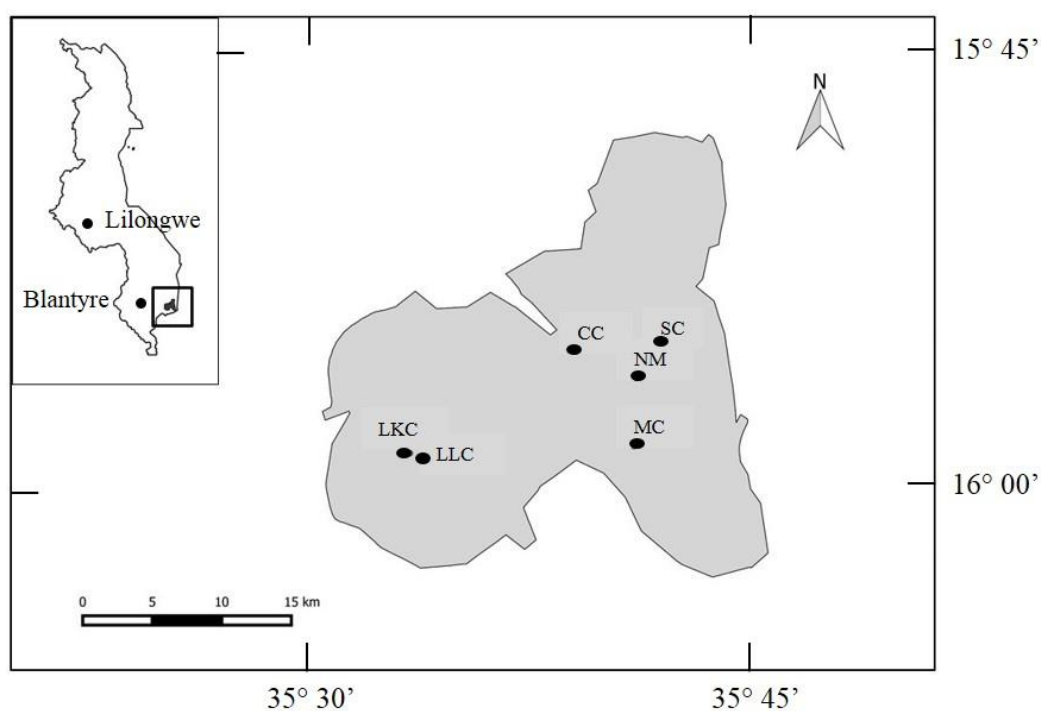 15° 45’
N
Lilongwe
Blantyre
CC
SC
NM
LKC
MC
LLC
16° 00’
0 5 10 15 km
35° 30’ 35° 45’